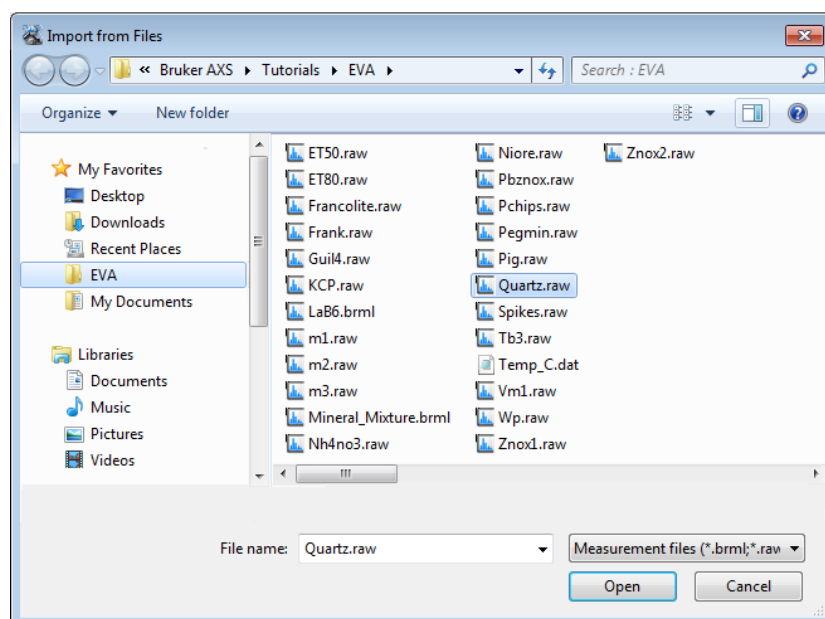 Import from Files
« Bruker AXS Tutorials EVA
Search : EVA
Organize New folder
My Favorites
Desktop
Downloads
Recent Places
EVA
My Documents
Libraries
Documents
Music
Pictures
Videos
ET50.raw
ET80.raw
Francolite.raw
Frank.raw
Guil4.raw
KCP.raw
LaB6.brml
m1.raw
m2.raw
m3.raw
Mineral_Mixture.brml
Nh4no3.raw
Niore.raw
Pbznox.raw
Pchips.raw
Pegmin.raw
Pig.raw
Quartz.raw
Spikes.raw
Tb3.raw
Temp_C.dat
Vm1.raw
Wp.raw
Znox1.raw
Znox2.raw
File name: Quartz.raw
Measurement files (*.brml;*.raw
Open Cancel